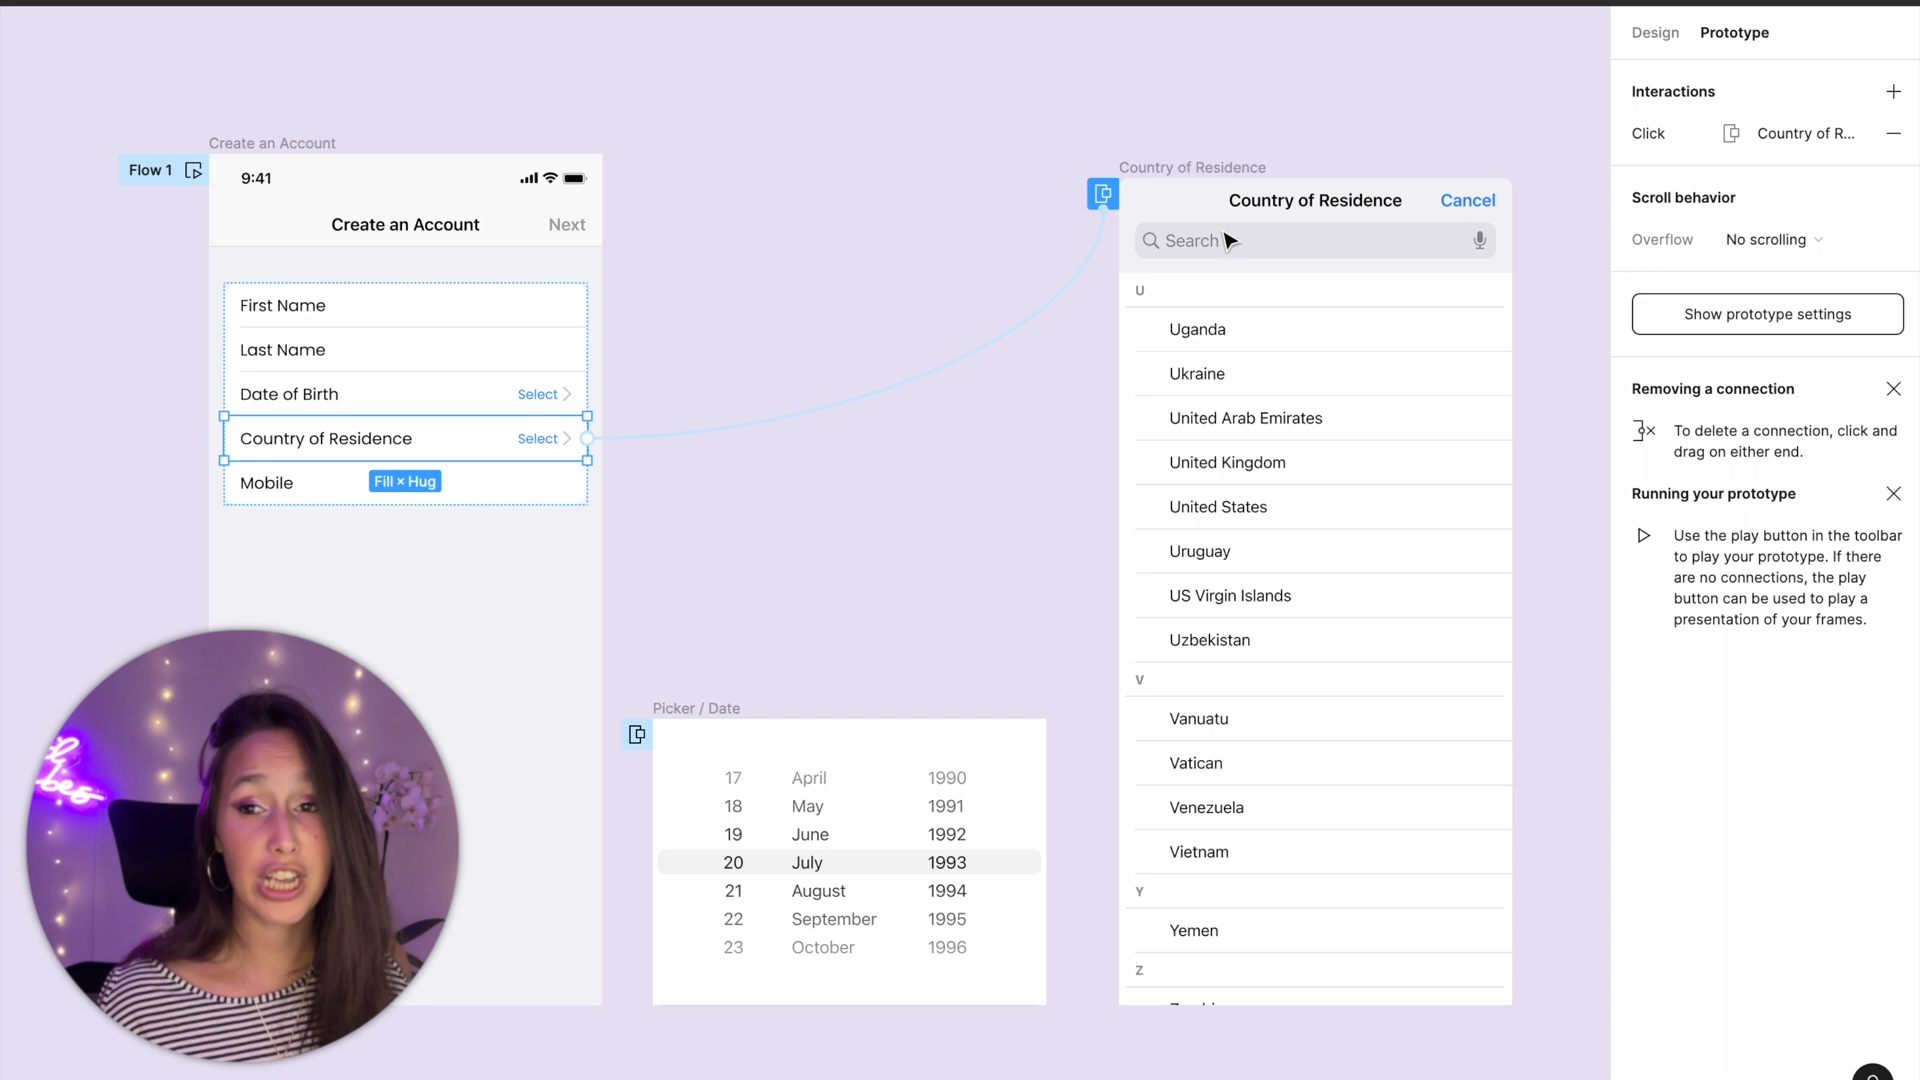 Design
Prototype
Interactions
Click
Country of R...
Scroll behavior
Overflow
No scrolling
Show prototype settings
Removing a connection
To delete a connection, click and
drag on either end.
Running your prototype
Use the play button in the toolbar
to play your prototype. If there
are no connections, the play
button can be used to play a
presentation of your frames.
Create an Account
Flow 1
9:41
Create an Account
Next
First Name
Last Name
Date of Birth
Select
Country of Residence
Select
Mobile
Fill × Hug
Picker / Date
17 April 1990
18 May 1991
19 June 1992
20 July 1993
21 August 1994
22 September 1995
23 October 1996
Country of Residence
Country of Residence
Cancel
Search
U
Uganda
Ukraine
United Arab Emirates
United Kingdom
United States
Uruguay
US Virgin Islands
Uzbekistan
V
Vanuatu
Vatican
Venezuela
Vietnam
Y
Yemen
Z